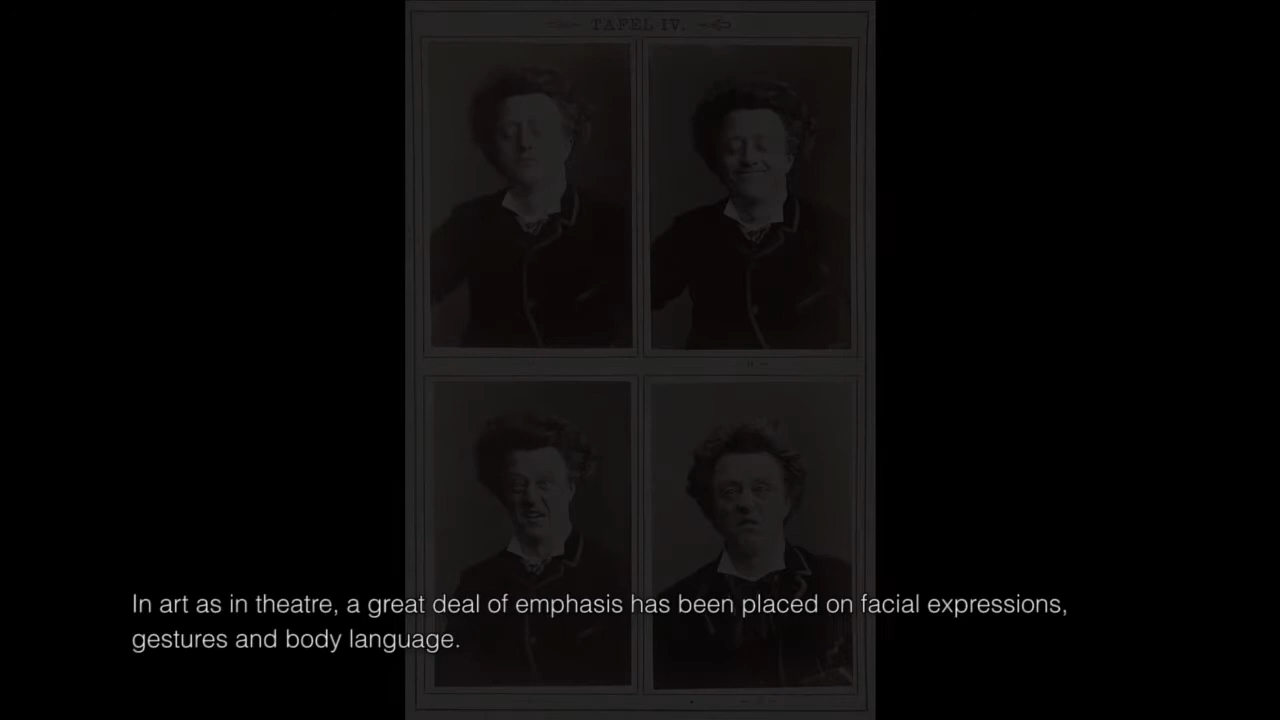 TAFEL IV.
In art as in theatre, a great deal of emphasis has been placed on facial expressions,
gestures and body language.